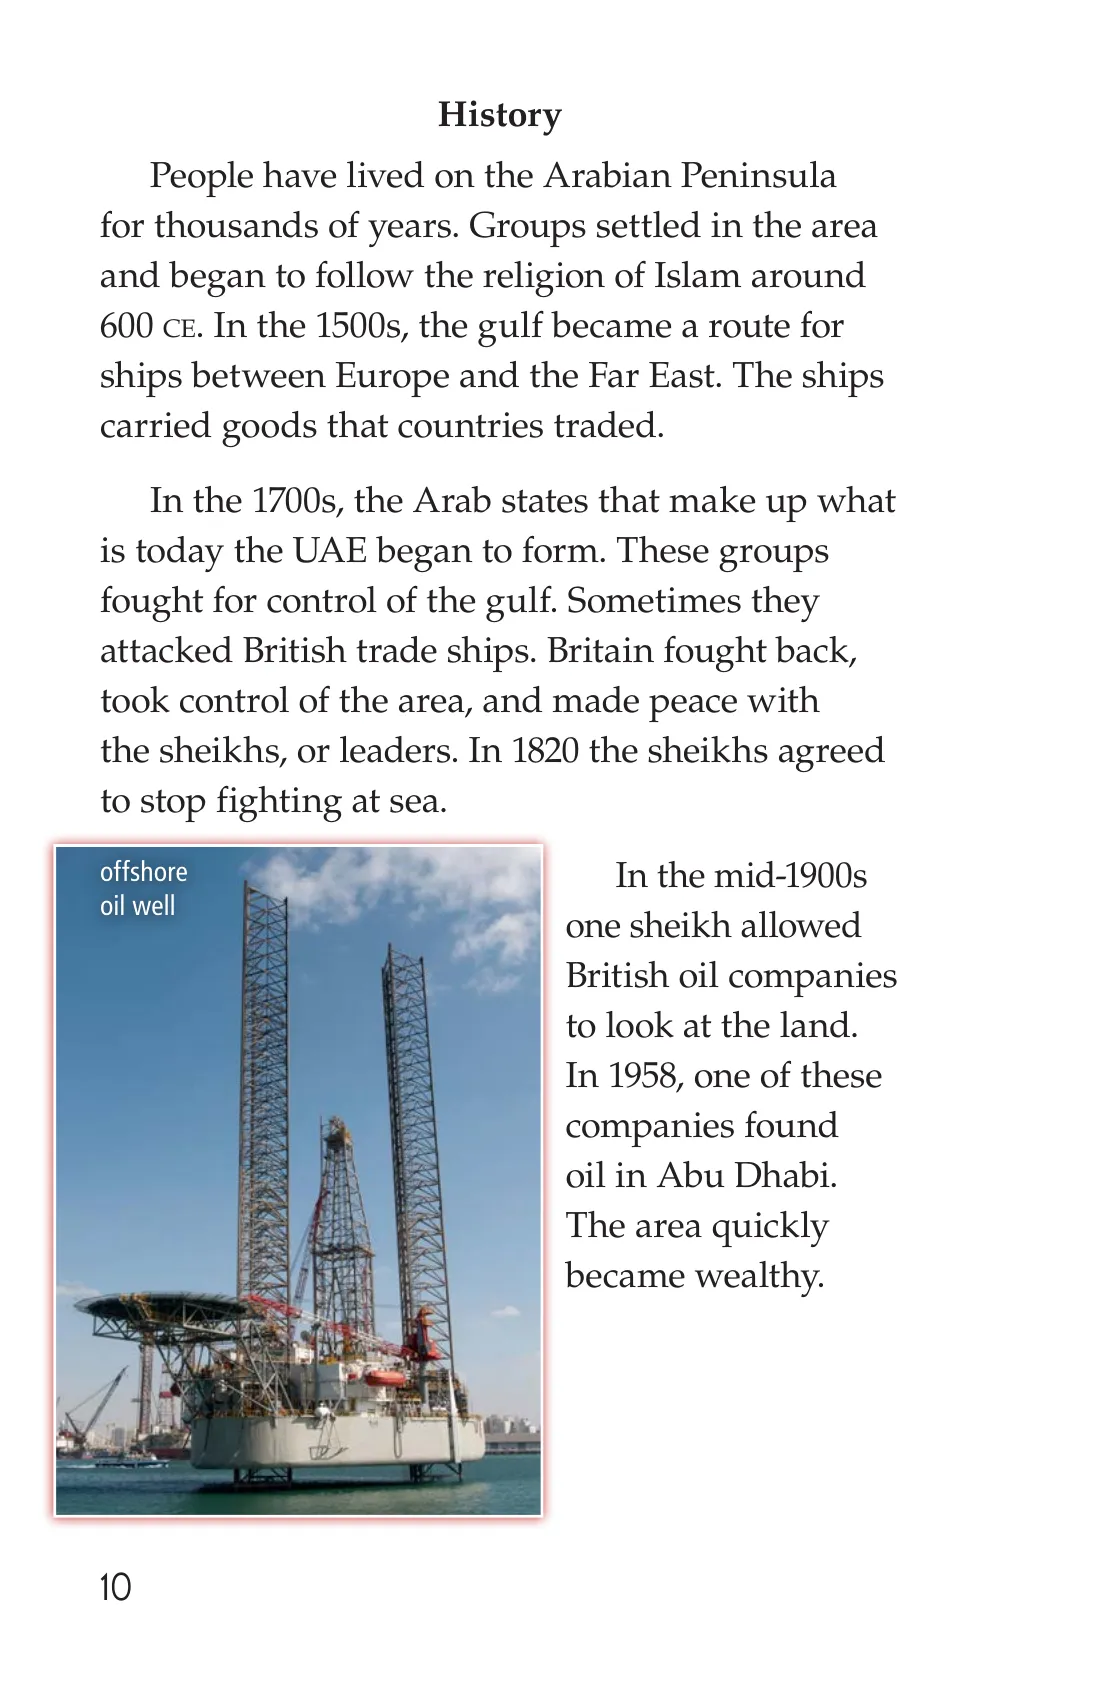 History
People have lived on the Arabian Peninsula
for thousands of years. Groups settled in the area
and began to follow the religion of Islam around
600 CE. In the 1500s, the gulf became a route for
ships between Europe and the Far East. The ships
carried goods that countries traded.
In the 1700s, the Arab states that make up what
is today the UAE began to form. These groups
fought for control of the gulf. Sometimes they
attacked British trade ships. Britain fought back,
took control of the area, and made peace with
the sheikhs, or leaders. In 1820 the sheikhs agreed
to stop fighting at sea.
offshore
oil well
In the mid-1900s
one sheikh allowed
British oil companies
to look at the land.
In 1958, one of these
companies found
oil in Abu Dhabi.
The area quickly
became wealthy.
10